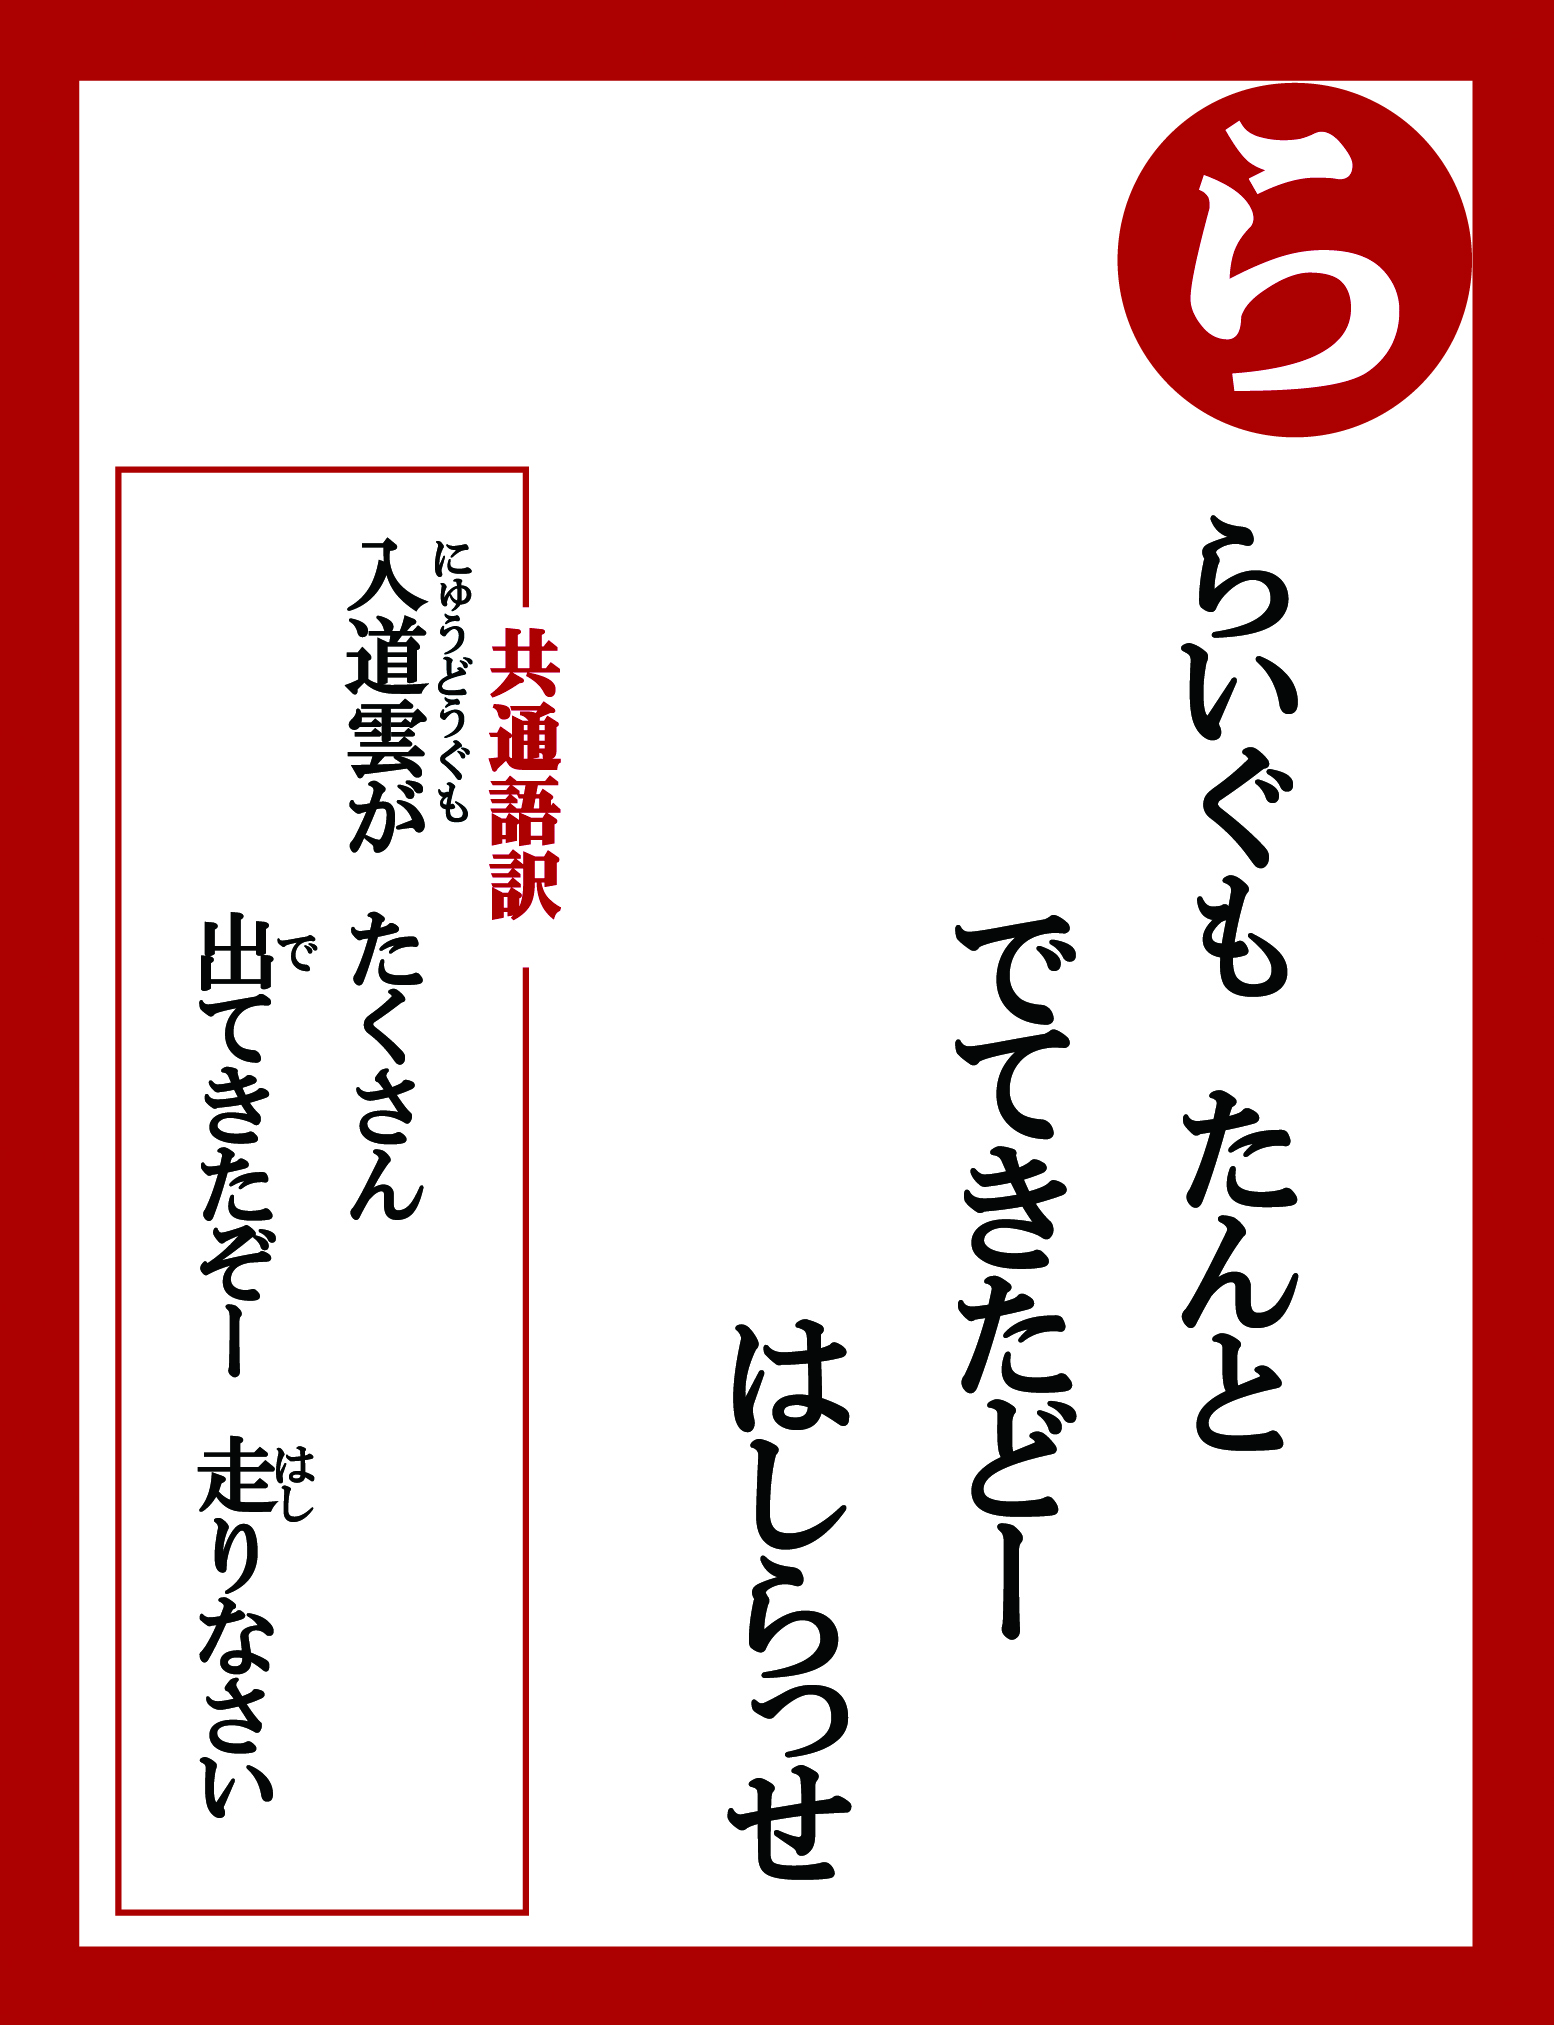 ら
らいぐも　たんと
でてきたどー
はしらっせ
共通語訳
入道雲が　たくさん
にゅうどうぐも
出てきたぞー　走りなさい
で　はし